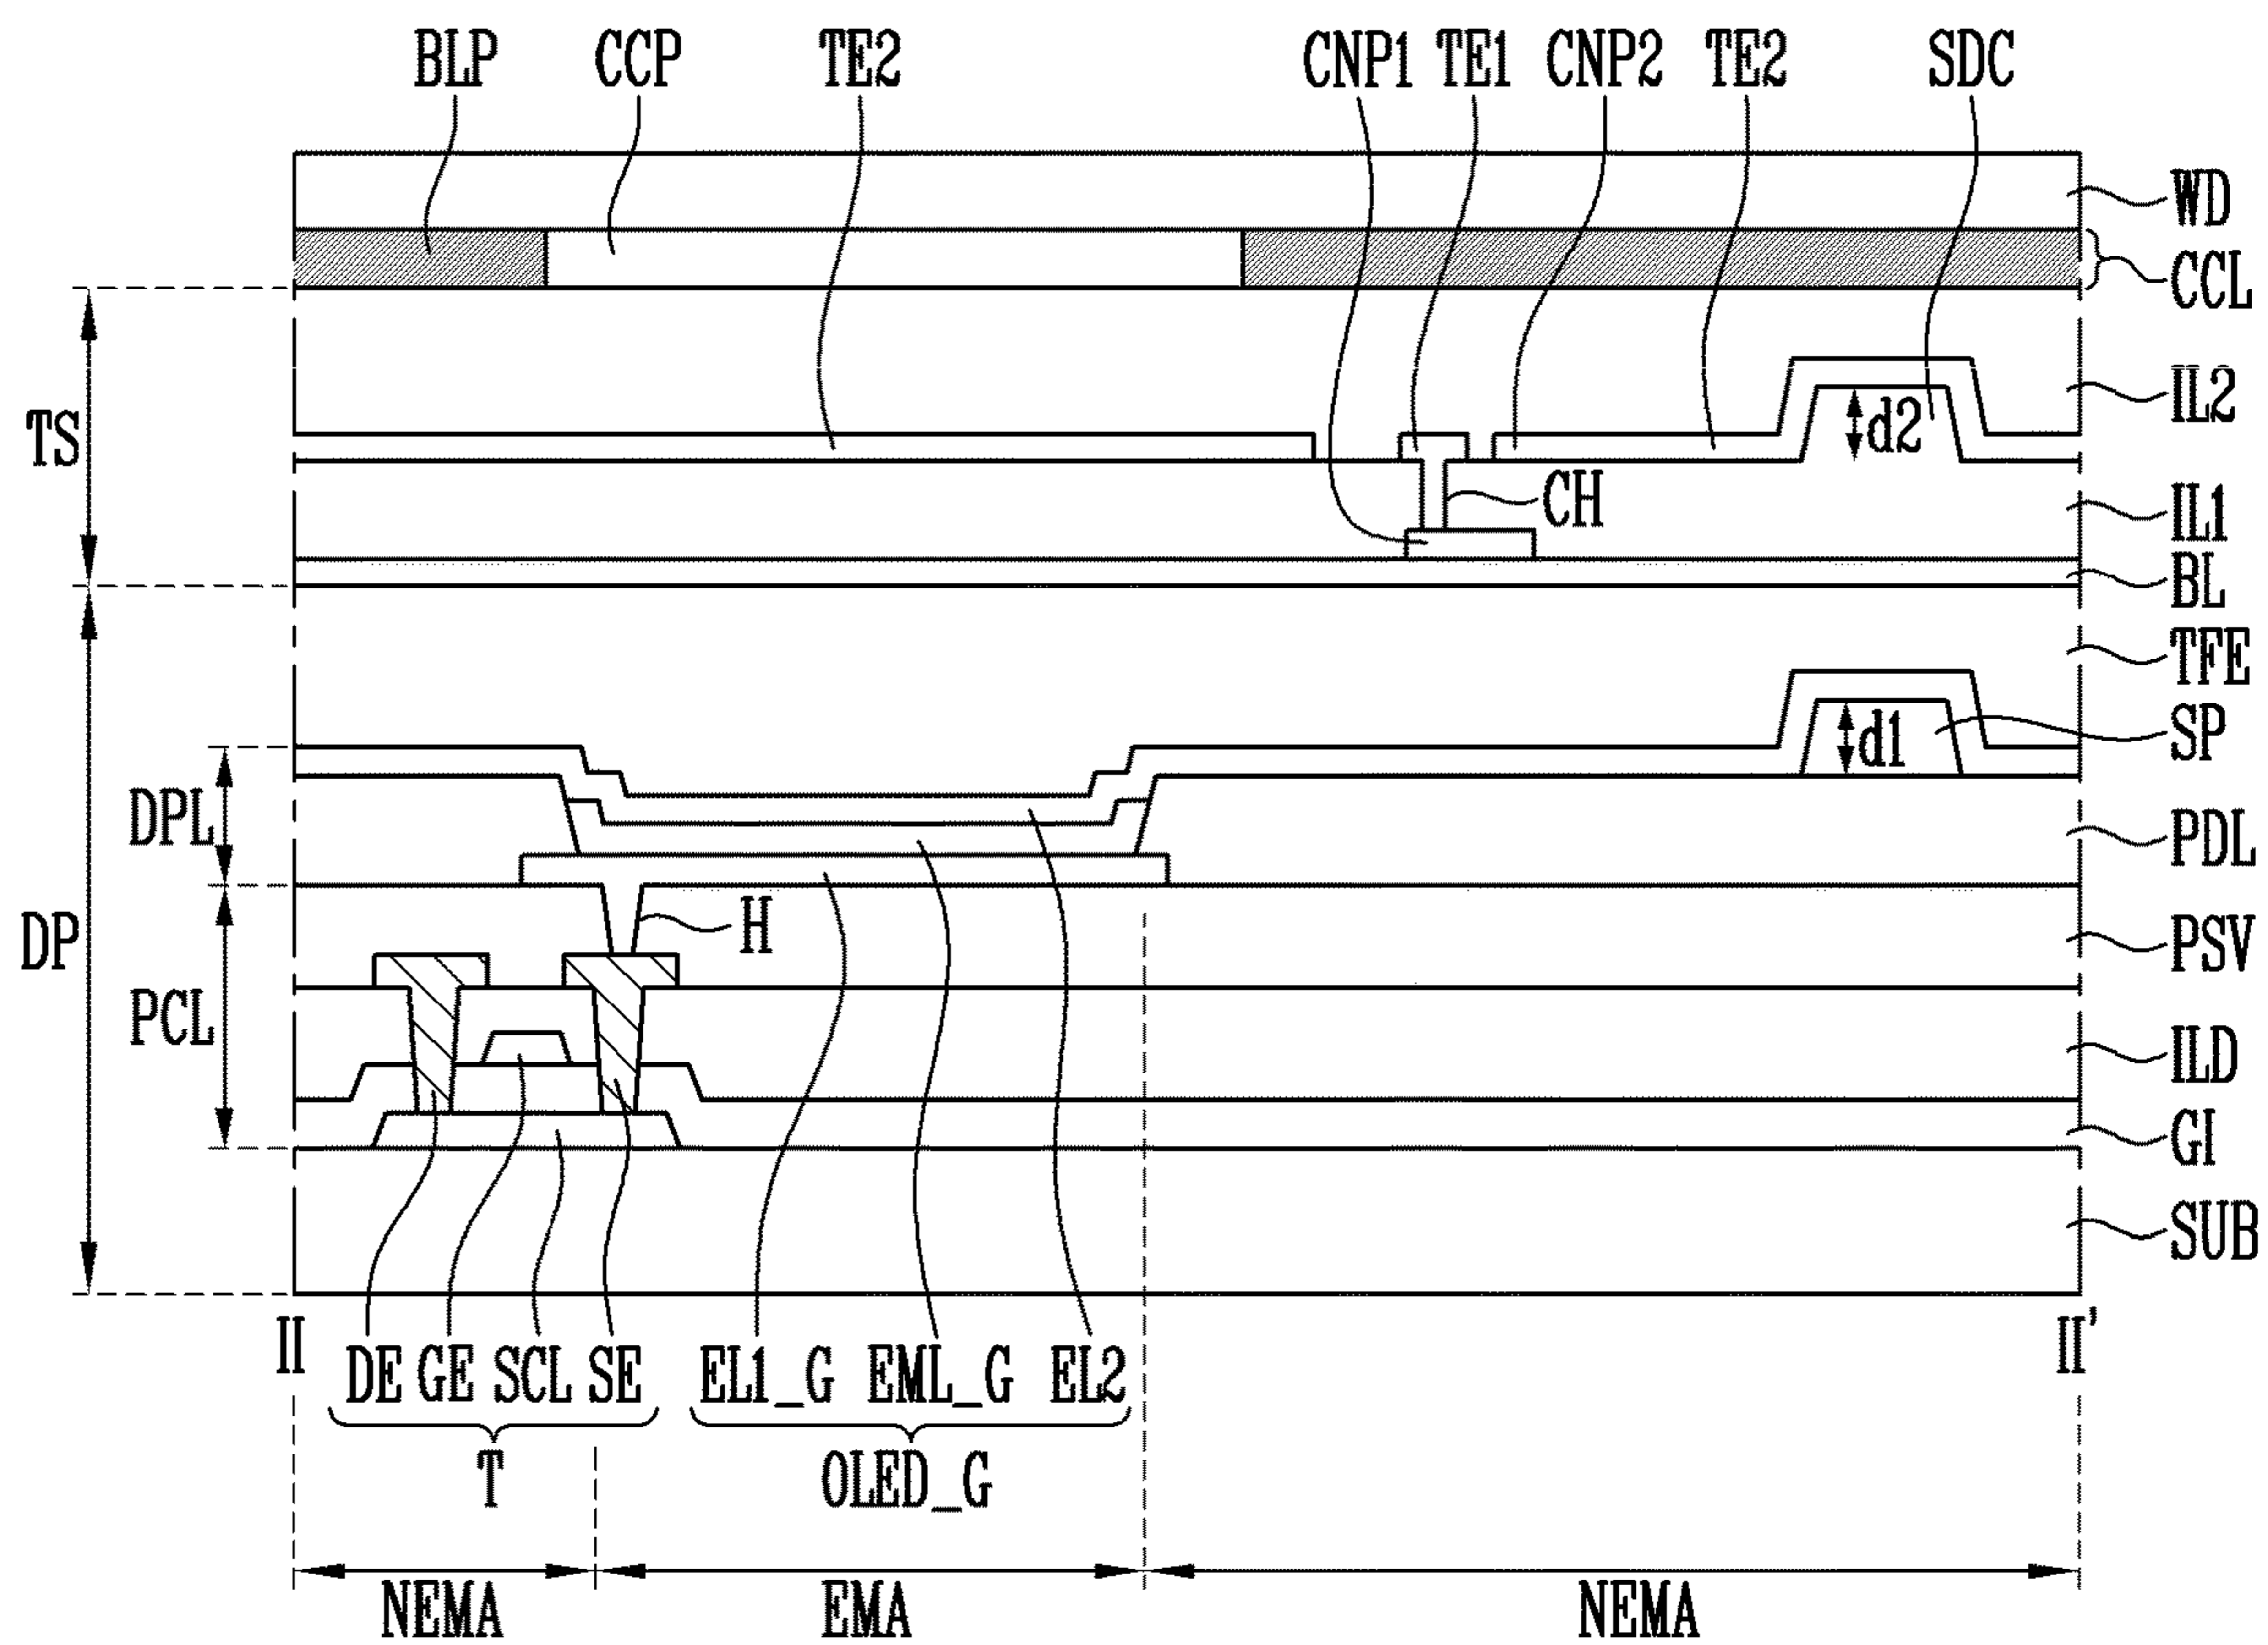 BLP CCP TE2 CNP1 TE1 CNP2 TE2 SDC
WD
CCL
IL2
d2
TS
CH
IL1
BL
TFE
SP
d1
DPL
PDL
H
DP
PSV
PCL
ILD
GI
SUB
II II'
DE GE SCL SE EL1_G EML_G EL2
T OLED_G
NEMA EMA NEMA